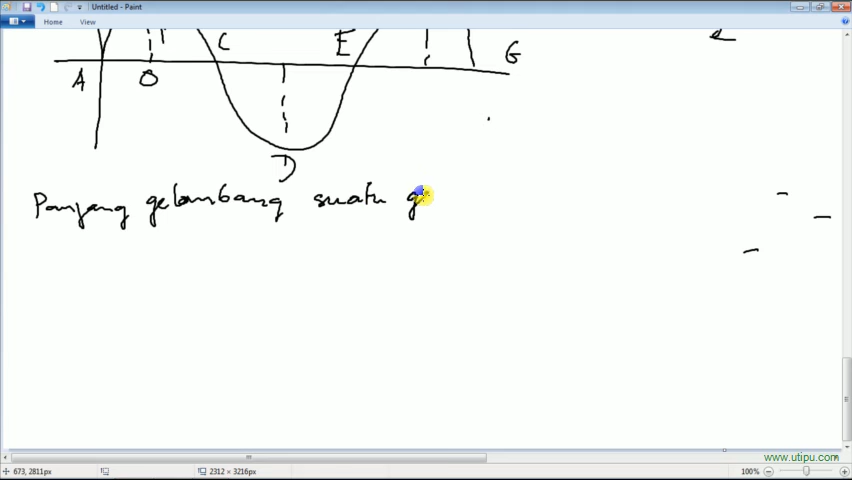 Untitled - Paint
Home View
C E
A O G
D
Panjang gelombang suatu g
www.utipu.com
673, 2811px 2312 × 3216px 100%